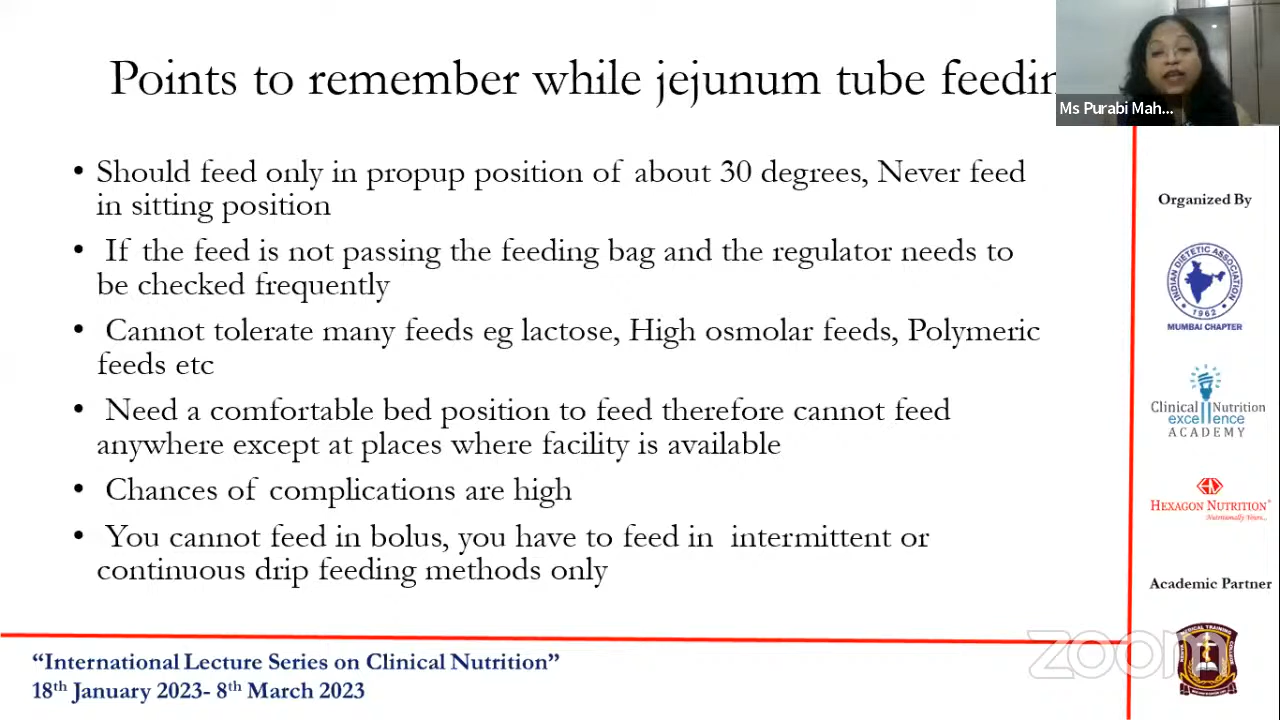 Points to remember while jejunum tube feedin
Ms Purabi Mah...
• Should feed only in propup position of about 30 degrees, Never feed
in sitting position
• If the feed is not passing the feeding bag and the regulator needs to
be checked frequently
• Cannot tolerate many feeds eg lactose, High osmolar feeds, Polymeric
feeds etc
• Need a comfortable bed position to feed therefore cannot feed
anywhere except at places where facility is available
• Chances of complications are high
• You cannot feed in bolus, you have to feed in intermittent or
continuous drip feeding methods only
Organized By
INDIAN DIETETIC ASSOCIATION
1962
MUMBAI CHAPTER
Clinical Nutrition
excellence
ACADEMY
HEXAGON NUTRITION
Nutritionally Yours...
Academic Partner
zoom
“International Lecture Series on Clinical Nutrition”
18th January 2023- 8th March 2023